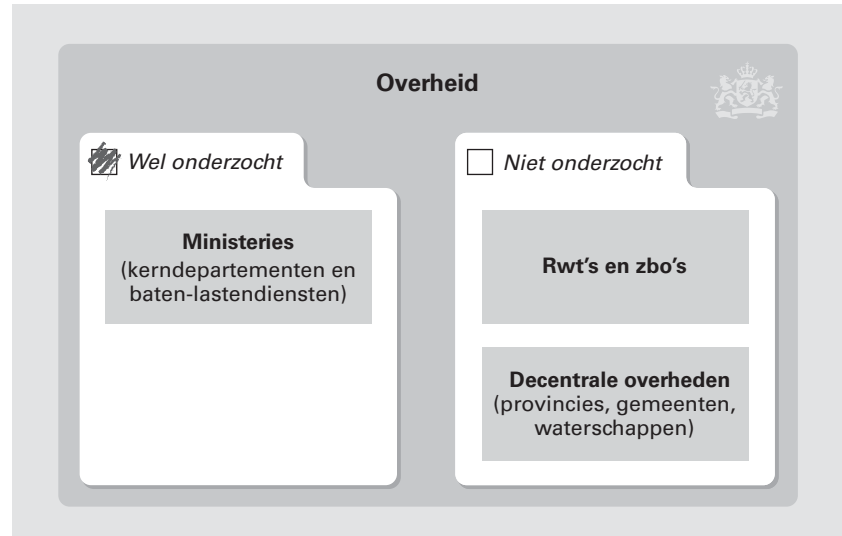 Overheid
Wel onderzocht
Ministeries
(kerndepartementen en
baten-lastendiensten)
Niet onderzocht
Rwt’s en zbo’s
Decentrale overheden
(provincies, gemeenten,
waterschappen)